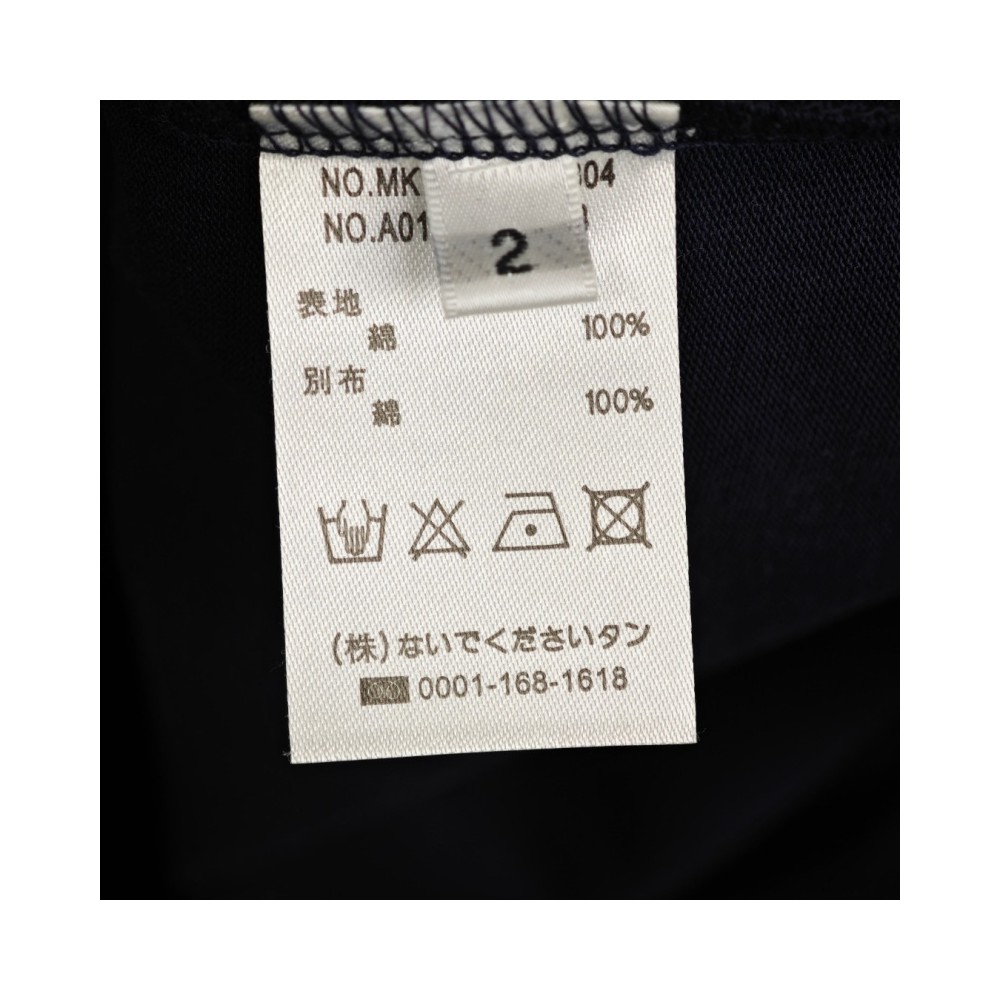 NO.MK 004
NO.A01
2
表地
綿 100%
別布
綿 100%
(株)ないでくださいタン
0001-168-1618